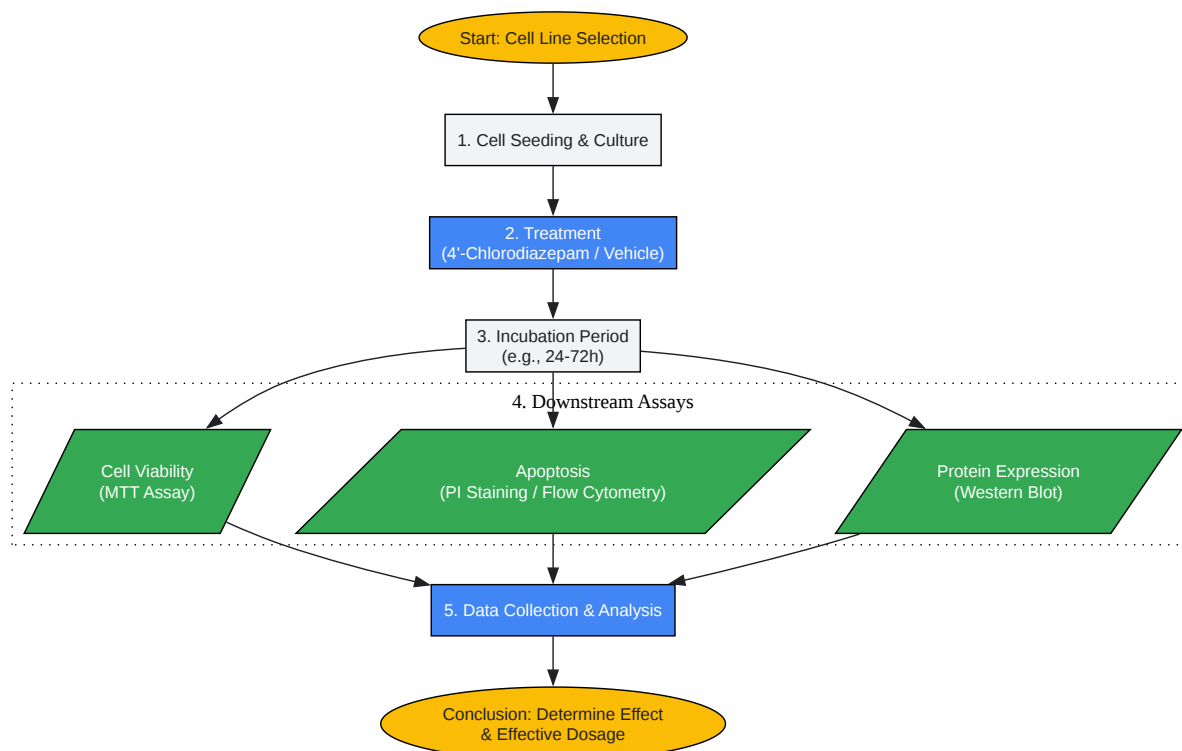 Start: Cell Line Selection
1. Cell Seeding & Culture
2. Treatment
(4'-Chlorodiazepam / Vehicle)
3. Incubation Period
(e.g., 24-72h)
4. Downstream Assays
Cell Viability
(MTT Assay)
Apoptosis
(PI Staining / Flow Cytometry)
Protein Expression
(Western Blot)
5. Data Collection & Analysis
Conclusion: Determine Effect
& Effective Dosage